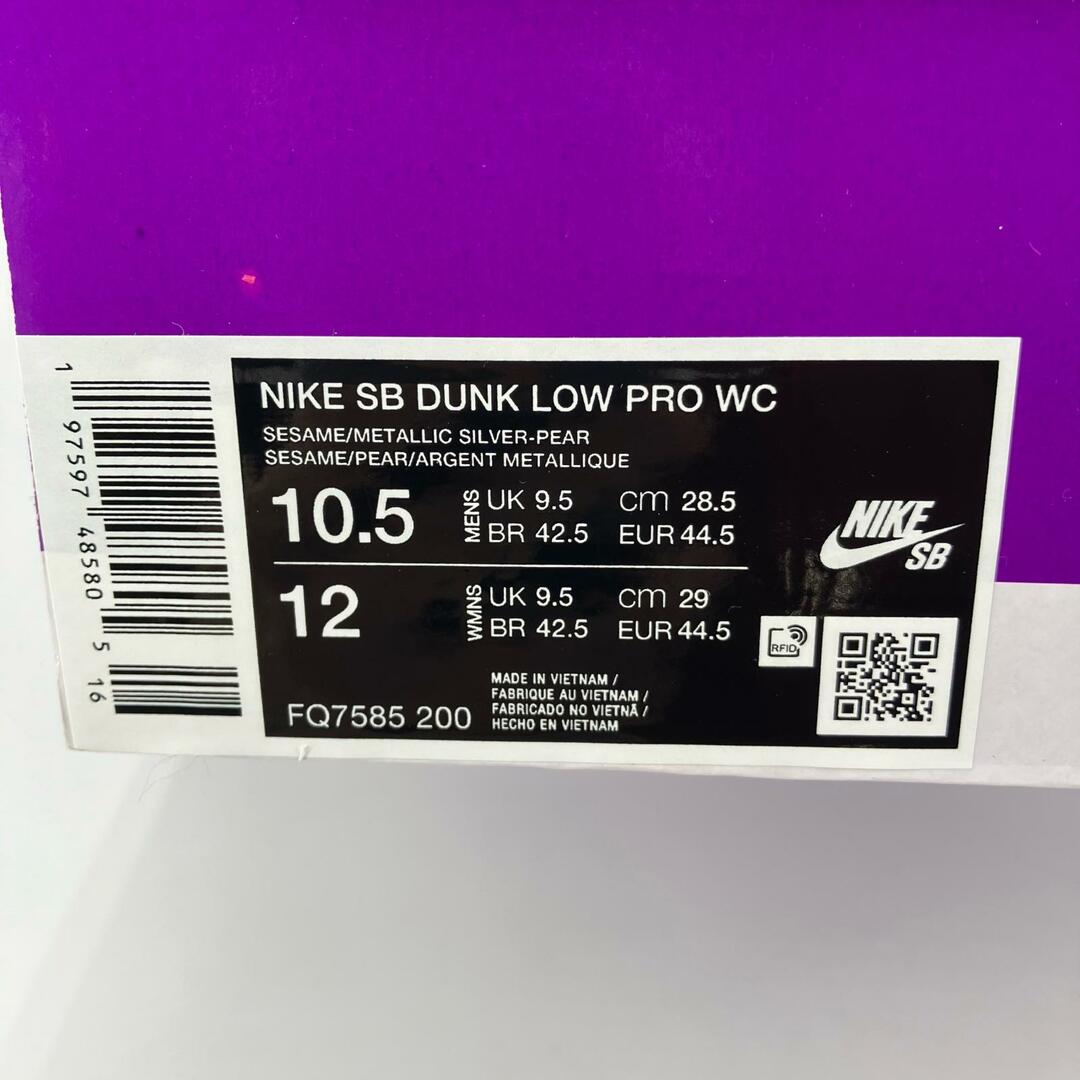 NIKE SB DUNK LOW PRO WC
SESAME/METALLIC SILVER-PEAR
SESAME/PEAR/ARGENT METALLIQUE
10.5 MENS UK 9.5 cm 28.5
BR 42.5 EUR 44.5
12 WMNS UK 9.5 cm 29
BR 42.5 EUR 44.5
FQ7585 200
MADE IN VIETNAM /
FABRIQUE AU VIETNAM /
FABRICADO NO VIETNÃ /
HECHO EN VIETNAM
NIKE
SB
RFID
1 97597 48580 5 16